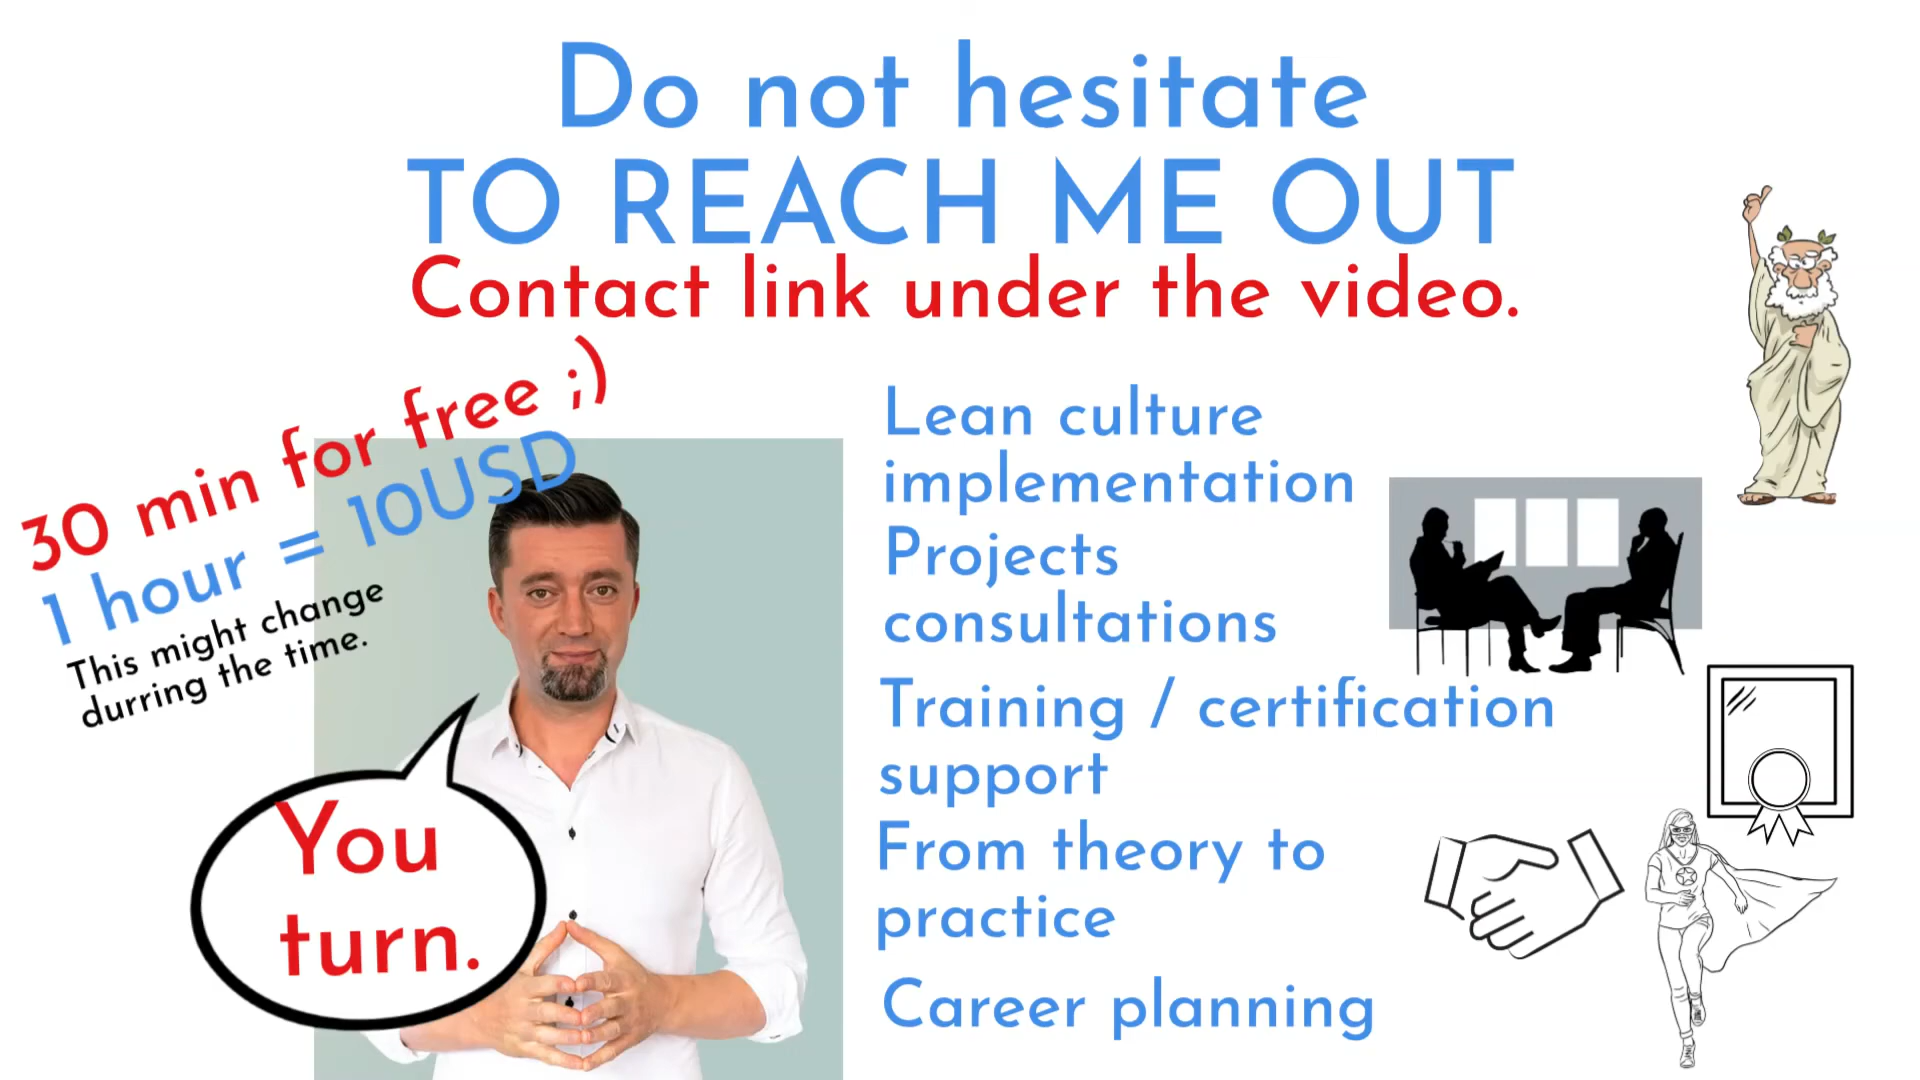 Do not hesitate
TO REACH ME OUT
Contact link under the video.
30 min for free ;)
1 hour = 10USD
This might change
durring the time.
You
turn.
Lean culture
implementation
Projects
consultations
Training / certification
support
From theory to
practice
Career planning